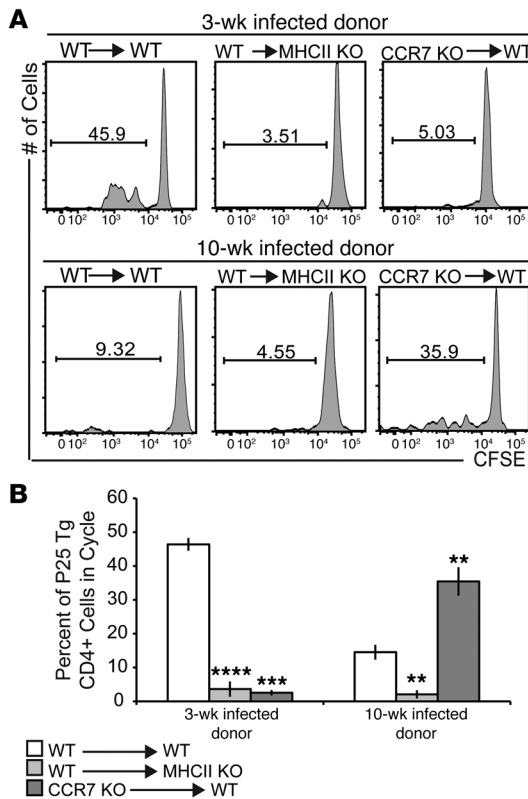 A
3-wk infected donor
WT → WT WT → MHCII KO CCR7 KO → WT
# of Cells
45.9 3.51 5.03
0 10² 10³ 10⁴ 10⁵ 0 10² 10³ 10⁴ 10⁵ 0 10² 10³ 10⁴ 10⁵
10-wk infected donor
WT → WT WT → MHCII KO CCR7 KO → WT
9.32 4.55 35.9
0 10² 10³ 10⁴ 10⁵ 0 10² 10³ 10⁴ 10⁵ 0 10² 10³ 10⁴ 10⁵
CFSE
B
Percent of P25 Tg
CD4+ Cells in Cycle
60
50
40
30
20
10
0
**** *** ** **
3-wk infected donor
10-wk infected donor
WT → WT
WT → MHCII KO
CCR7 KO → WT